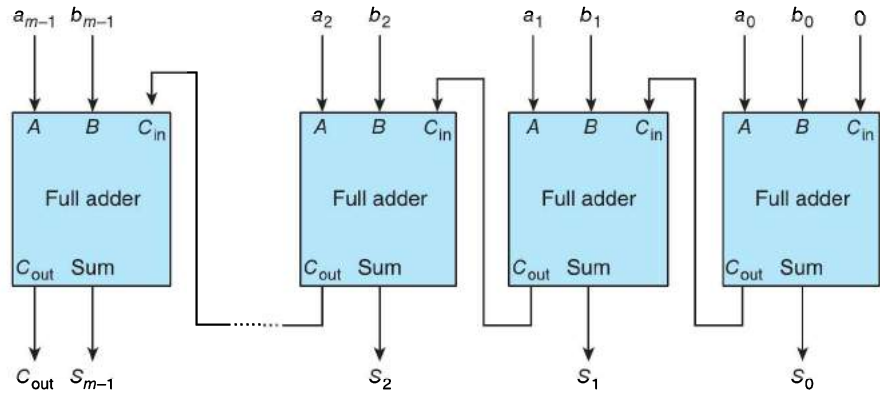 a_{m–1} b_{m–1} a_2 b_2 a_1 b_1 a_0 b_0 0
A B C_in A B C_in A B C_in A B C_in
Full adder Full adder Full adder Full adder
C_out Sum C_out Sum C_out Sum C_out Sum
C_out S_{m–1} S_2 S_1 S_0